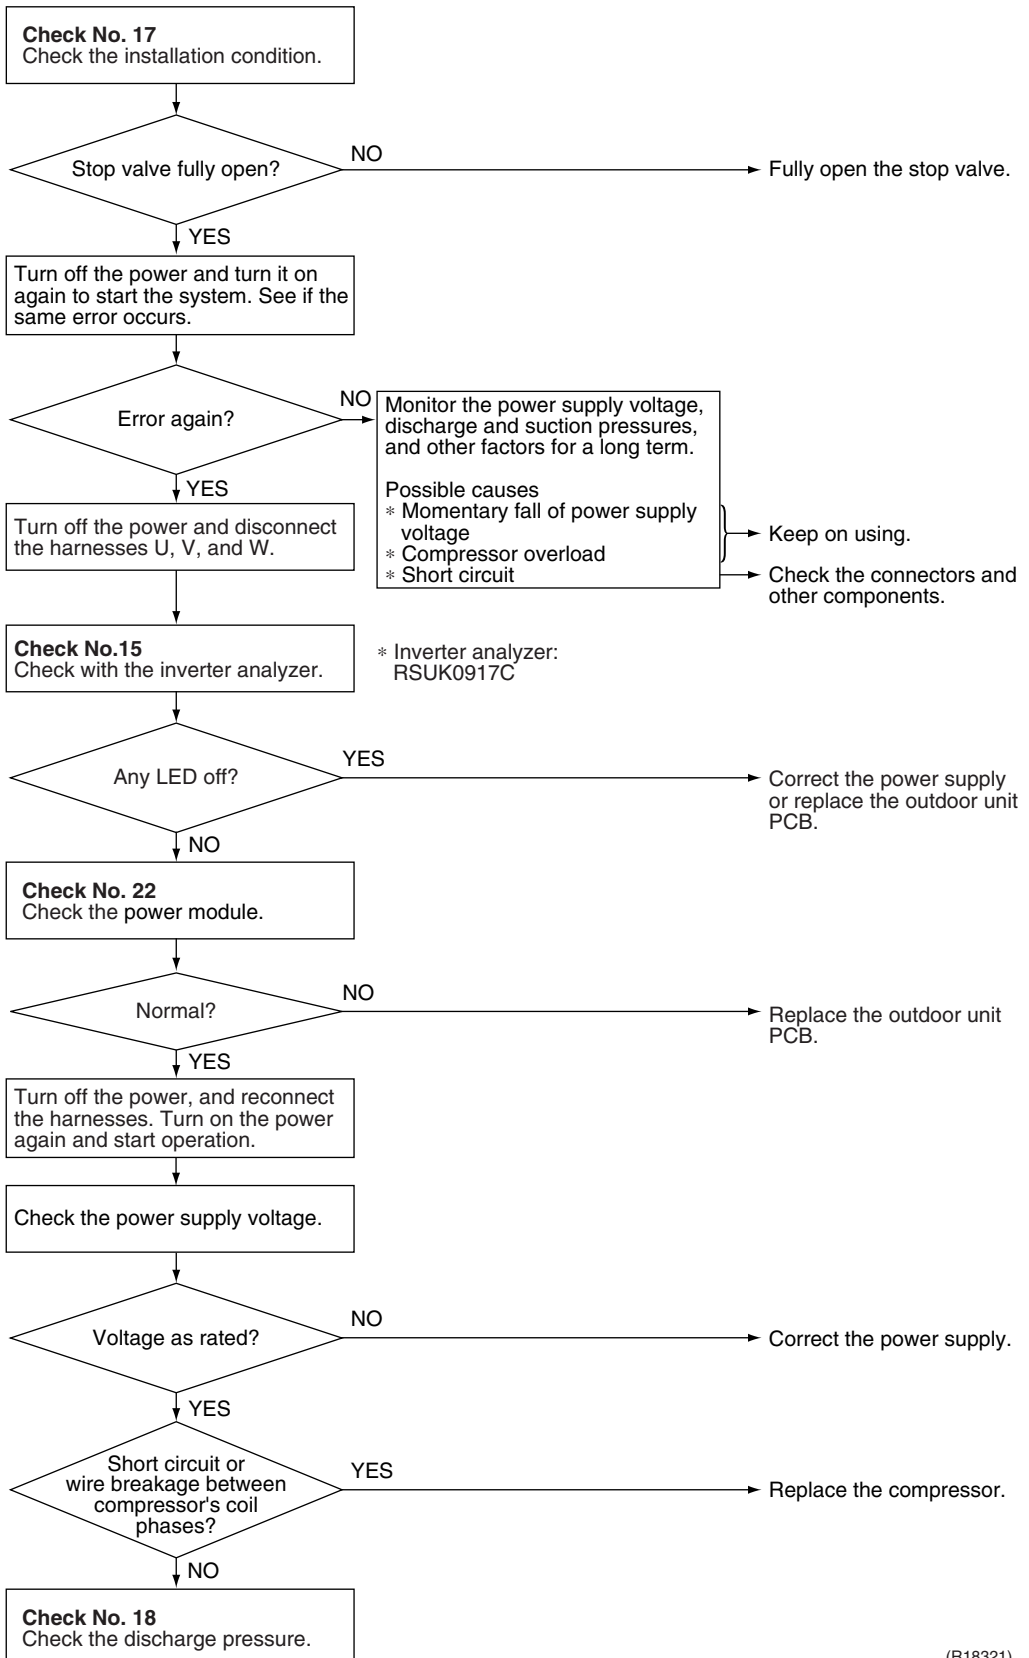 Check No. 17
Check the installation condition.
Stop valve fully open?
NO
Fully open the stop valve.
YES
Turn off the power and turn it on
again to start the system. See if the
same error occurs.
Error again?
NO
Monitor the power supply voltage,
discharge and suction pressures,
and other factors for a long term.
Possible causes
* Momentary fall of power supply
voltage
* Compressor overload
* Short circuit
Keep on using.
Check the connectors and
other components.
YES
Turn off the power and disconnect
the harnesses U, V, and W.
Check No.15
Check with the inverter analyzer.
* Inverter analyzer:
RSUK0917C
Any LED off?
YES
Correct the power supply
or replace the outdoor unit
PCB.
NO
Check No. 22
Check the power module.
Normal?
NO
Replace the outdoor unit
PCB.
YES
Turn off the power, and reconnect
the harnesses. Turn on the power
again and start operation.
Check the power supply voltage.
Voltage as rated?
NO
Correct the power supply.
YES
Short circuit or
wire breakage between
compressor's coil
phases?
YES
Replace the compressor.
NO
Check No. 18
Check the discharge pressure.
(R18321)